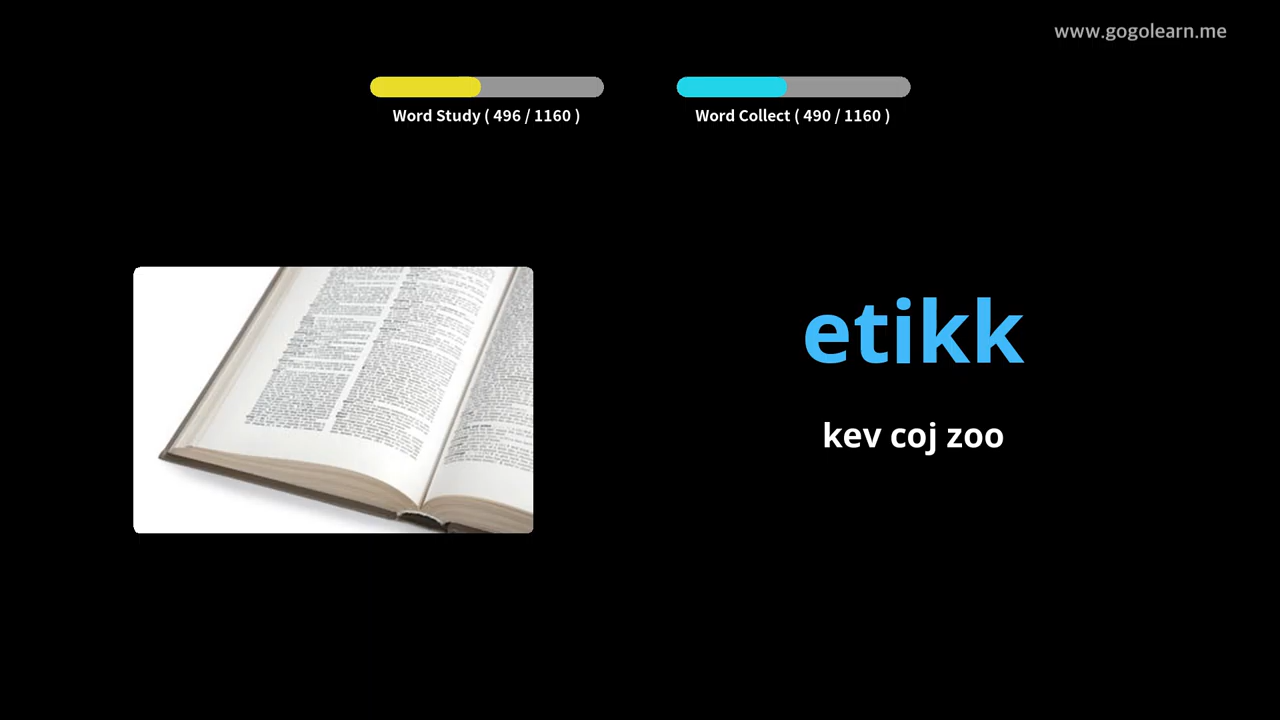 www.gogolearn.me
Word Study ( 496 / 1160 )
Word Collect ( 490 / 1160 )
etikk
kev coj zoo